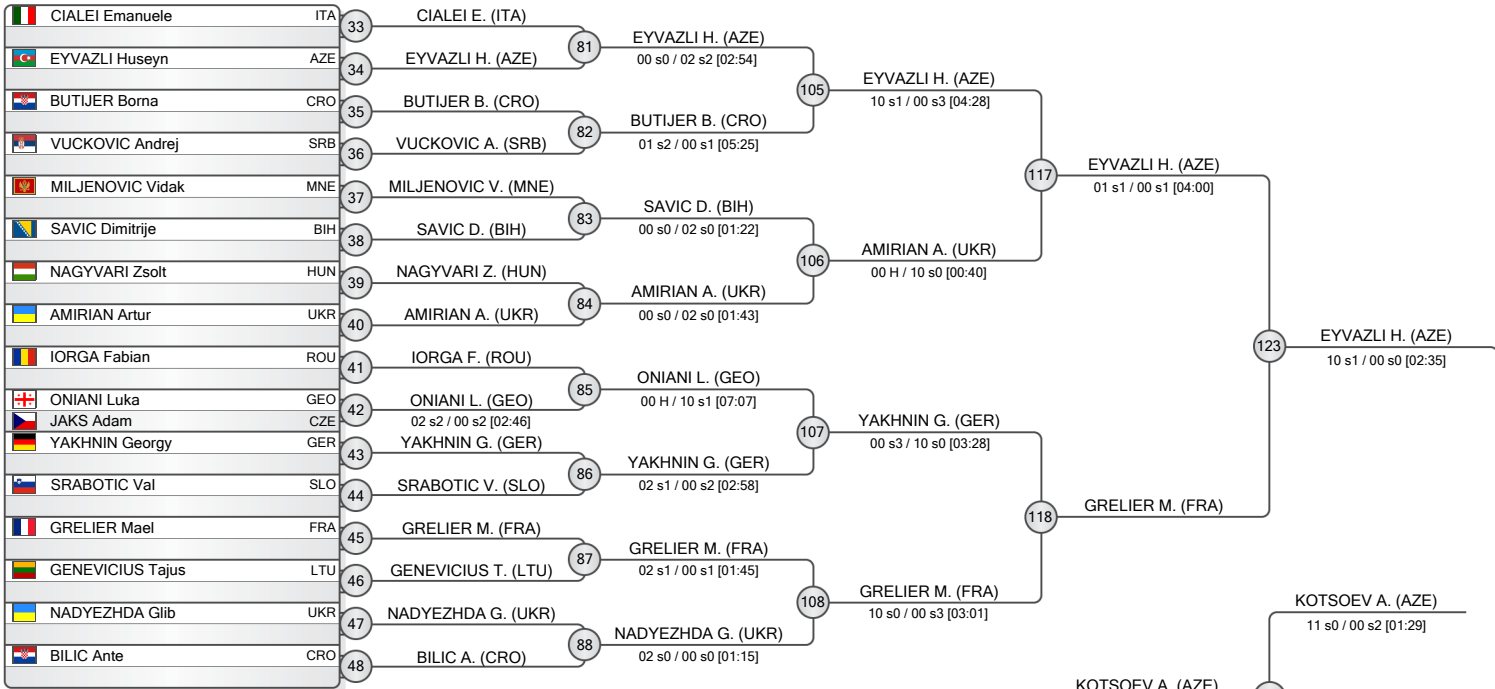 CIALEI Emanuele ITA
EYVAZLI Huseyn AZE
BUTIJER Borna CRO
VUCKOVIC Andrej SRB
MILJENOVIC Vidak MNE
SAVIC Dimitrije BIH
NAGYVARI Zsolt HUN
AMIRIAN Artur UKR
IORGA Fabian ROU
ONIANI Luka GEO
JAKS Adam CZE
YAKHNIN Georgy GER
SRABOTIC Val SLO
GRELIER Mael FRA
GENEVICIUS Tajus LTU
NADYEZHDA Glib UKR
BILIC Ante CRO
33
34
35
36
37
38
39
40
41
42
43
44
45
46
47
48
CIALEI E. (ITA)
EYVAZLI H. (AZE)
BUTIJER B. (CRO)
VUCKOVIC A. (SRB)
MILJENOVIC V. (MNE)
SAVIC D. (BIH)
NAGYVARI Z. (HUN)
AMIRIAN A. (UKR)
IORGA F. (ROU)
ONIANI L. (GEO)
02 s2 / 00 s2 [02:46]
YAKHNIN G. (GER)
SRABOTIC V. (SLO)
GRELIER M. (FRA)
GENEVICIUS T. (LTU)
NADYEZHDA G. (UKR)
BILIC A. (CRO)
81
82
83
84
85
86
87
88
EYVAZLI H. (AZE)
00 s0 / 02 s2 [02:54]
BUTIJER B. (CRO)
01 s2 / 00 s1 [05:25]
SAVIC D. (BIH)
00 s0 / 02 s0 [01:22]
AMIRIAN A. (UKR)
00 s0 / 02 s0 [01:43]
ONIANI L. (GEO)
00 H / 10 s1 [07:07]
YAKHNIN G. (GER)
02 s1 / 00 s2 [02:58]
GRELIER M. (FRA)
02 s1 / 00 s1 [01:45]
NADYEZHDA G. (UKR)
02 s0 / 00 s0 [01:15]
105
106
107
108
EYVAZLI H. (AZE)
10 s1 / 00 s3 [04:28]
AMIRIAN A. (UKR)
00 H / 10 s0 [00:40]
YAKHNIN G. (GER)
00 s3 / 10 s0 [03:28]
GRELIER M. (FRA)
10 s0 / 00 s3 [03:01]
117
118
EYVAZLI H. (AZE)
01 s1 / 00 s1 [04:00]
GRELIER M. (FRA)
123
EYVAZLI H. (AZE)
10 s1 / 00 s0 [02:35]
KOTSOEV A. (AZE)
11 s0 / 00 s2 [01:29]
KOTSOEV A. (AZE)